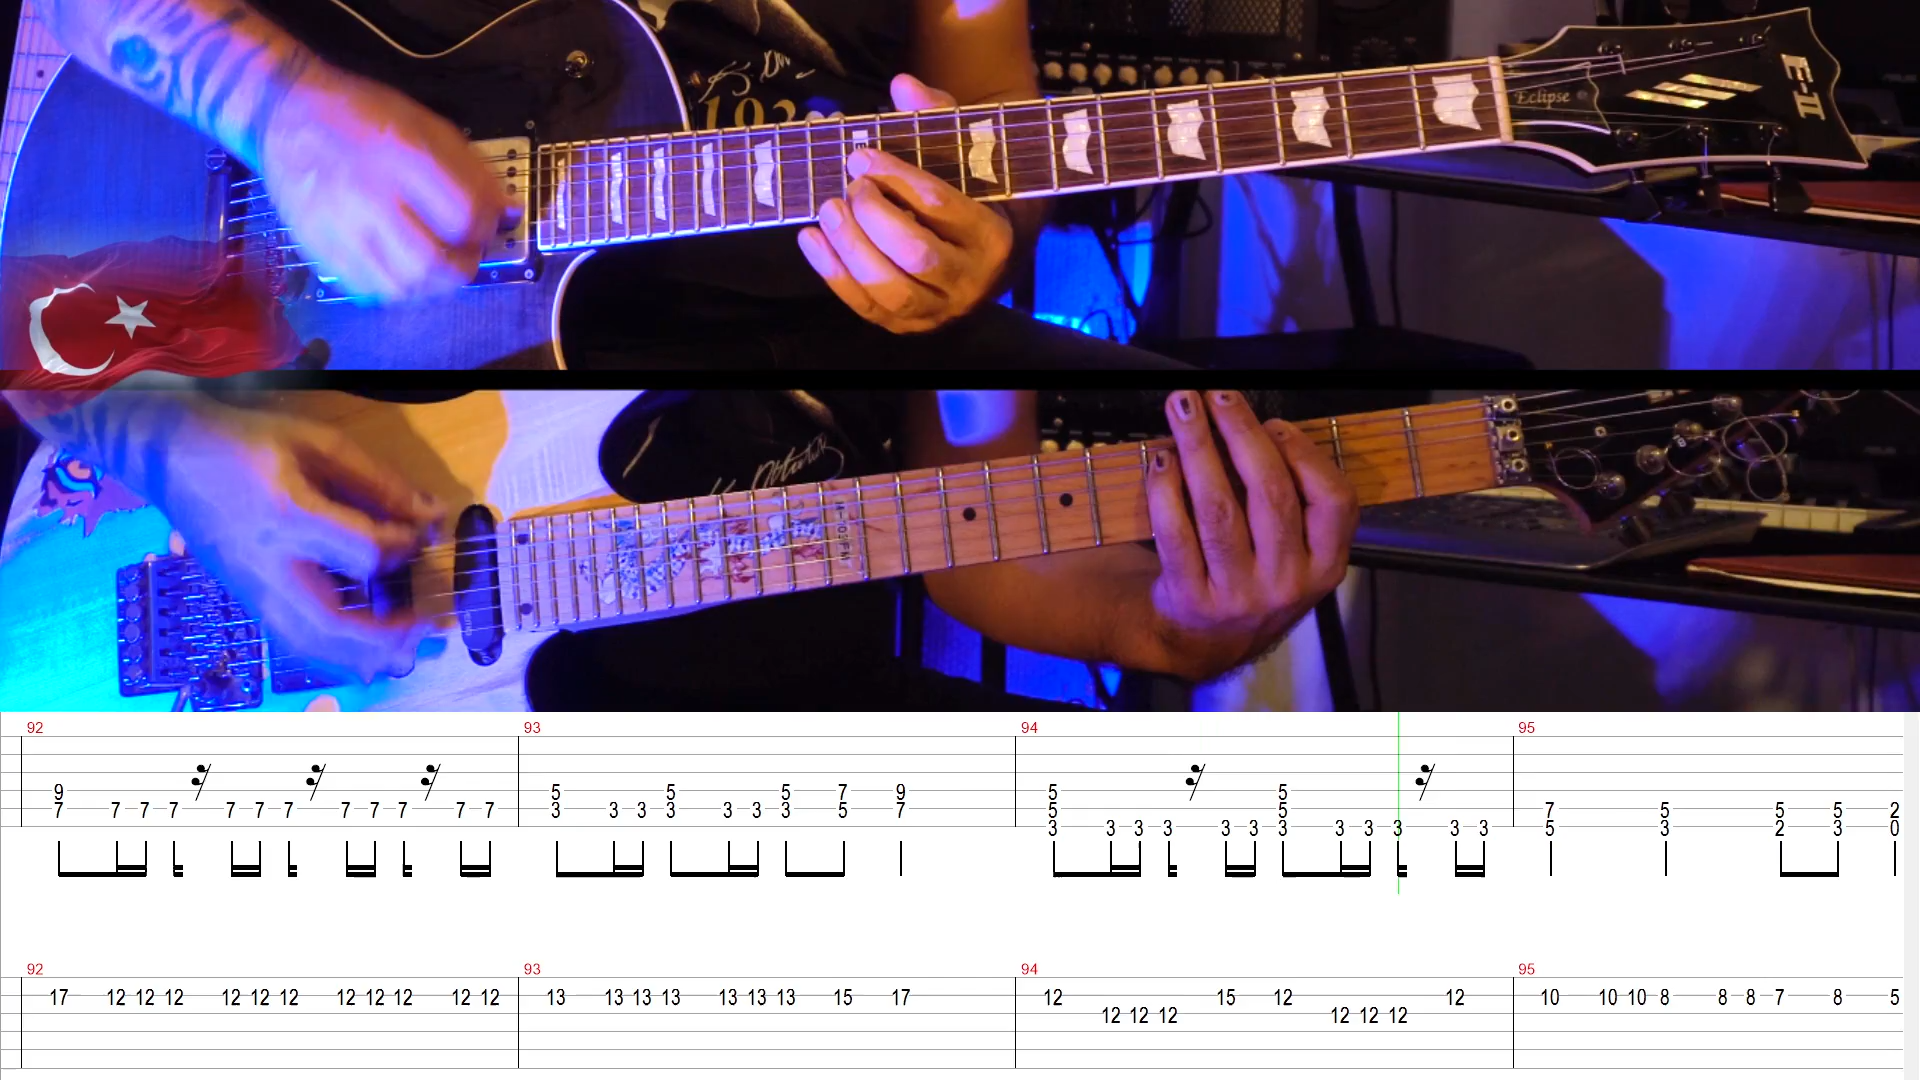 193
Eclipse
E-II
92 93 94 95
9 5 5 7 9 5 5
7 7 7 7 7 7 7 7 7 7 7 7 3 3 3 3 3 3 3 5 7 5 5 7 5 5 5 2
3 3 3 3 3 3 3 3 3 3 3 3 5 3 2 3 0
92 93 94 95
17 12 12 12 12 12 12 12 12 12 12 12 13 13 13 13 13 13 13 15 17 12 15 12 12 10 10 10 8 8 8 7 8 5
12 12 12 12 12 12